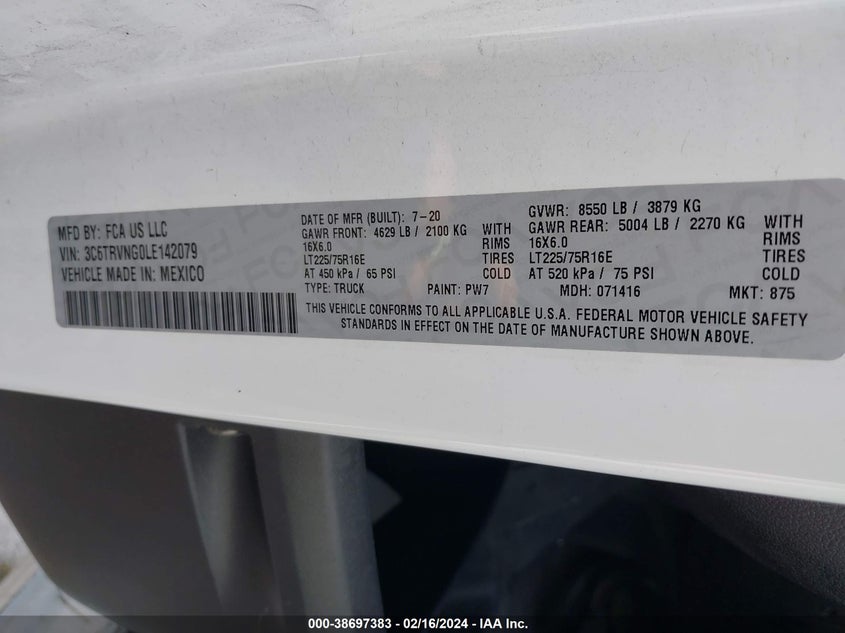 MFD BY: FCA US LLC
VIN: 3C6TRVNG0LE142079
VEHICLE MADE IN: MEXICO
DATE OF MFR (BUILT): 7-20
GAWR FRONT: 4629 LB / 2100 KG WITH
16X6.0 RIMS
LT225/75R16E TIRES
AT 450 kPa / 65 PSI COLD
TYPE: TRUCK PAINT: PW7
GVWR: 8550 LB / 3879 KG
GAWR REAR: 5004 LB / 2270 KG WITH
16X6.0 RIMS
LT225/75R16E TIRES
AT 520 kPa / 75 PSI COLD
MDH: 071416 MKT: 875
THIS VEHICLE CONFORMS TO ALL APPLICABLE U.S.A. FEDERAL MOTOR VEHICLE SAFETY
STANDARDS IN EFFECT ON THE DATE OF MANUFACTURE SHOWN ABOVE.
000-38697383 - 02/16/2024 - IAA Inc.